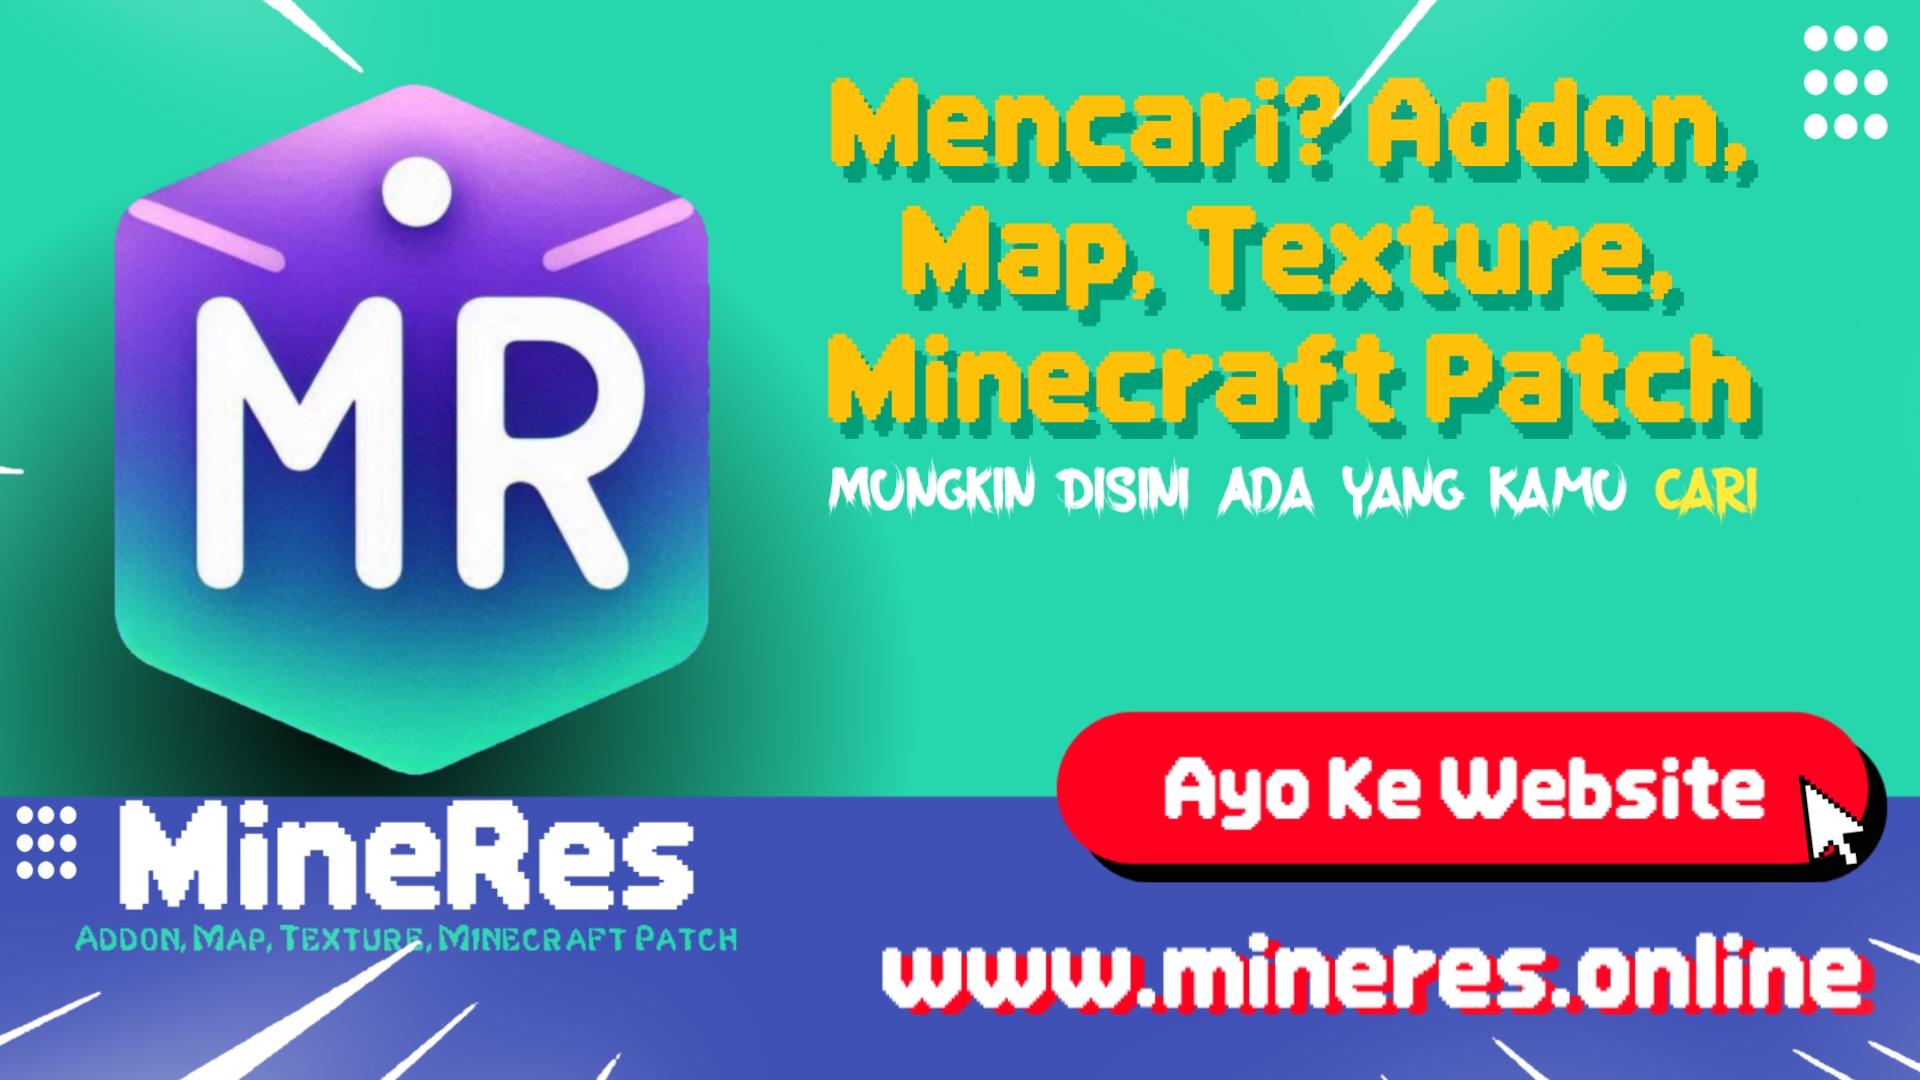 MR
Mencari? Addon,
Map, Texture,
Minecraft Patch
MUNGKIN DISINI ADA YANG KAMU CARI
Ayo Ke Website
MineRes
ADDON, MAP, TEXTURE, MINECRAFT PATCH
www.mineres.online